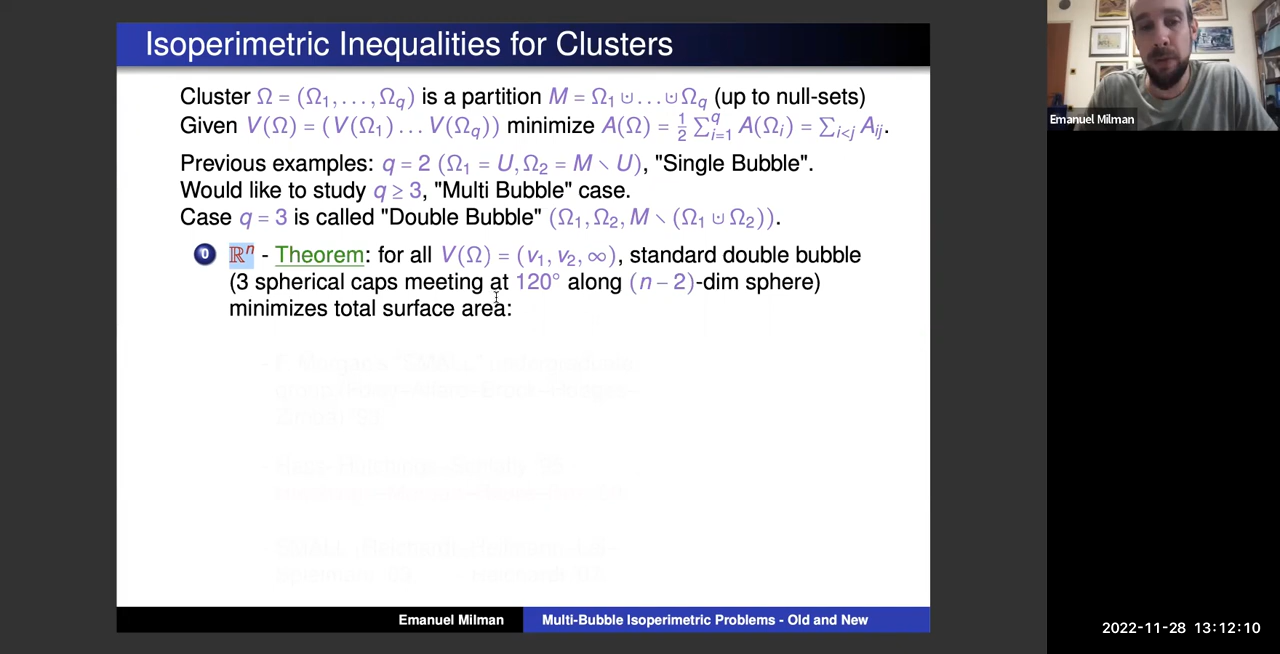 Isoperimetric Inequalities for Clusters
Cluster Ω = (Ω₁, . . . , Ω_q) is a partition M = Ω₁ ⊍ . . . ⊍ Ω_q (up to null-sets)
Given V(Ω) = (V(Ω₁) . . . V(Ω_q)) minimize A(Ω) = ½ ∑_{i=1}^q A(Ω_i) = ∑_{i<j} A_{ij}.
Previous examples: q = 2 (Ω₁ = U, Ω₂ = M ∖ U), "Single Bubble".
Would like to study q ≥ 3, "Multi Bubble" case.
Case q = 3 is called "Double Bubble" (Ω₁, Ω₂, M ∖ (Ω₁ ⊍ Ω₂)).
0 ℝⁿ - Theorem: for all V(Ω) = (v₁, v₂, ∞), standard double bubble
(3 spherical caps meeting at 120° along (n − 2)-dim sphere)
minimizes total surface area:
Emanuel Milman
Multi-Bubble Isoperimetric Problems - Old and New
Emanuel Milman
2022-11-28 13:12:10